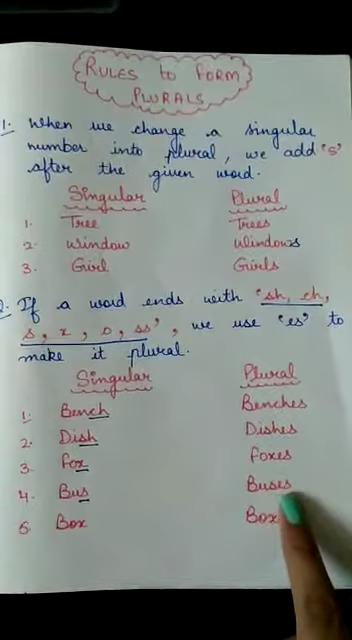 RULES to FORM
PLURALS
1. When we change a singular
number into plural, we add 's'
after the given word.
Singular Plural
1. Tree Trees
2. Window Windows
3. Girl Girls
2. If a word ends with 'sh, ch,
s, x, o, ss', we use 'es' to
make it plural.
Singular Plural
1. Bench Benches
2. Dish Dishes
3. Fox Foxes
4. Bus Buses
5. Box Box